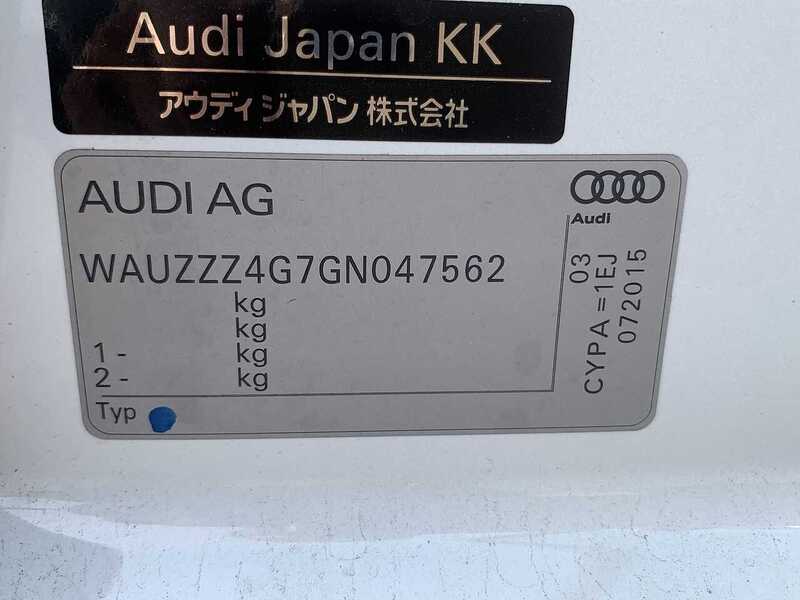 Audi Japan KK
アウディ ジャパン 株式会社
AUDI AG
Audi
WAUZZZ4G7GN047562
kg
kg
1 - kg
2 - kg
Typ
03
CYPA = 1EJ
072015